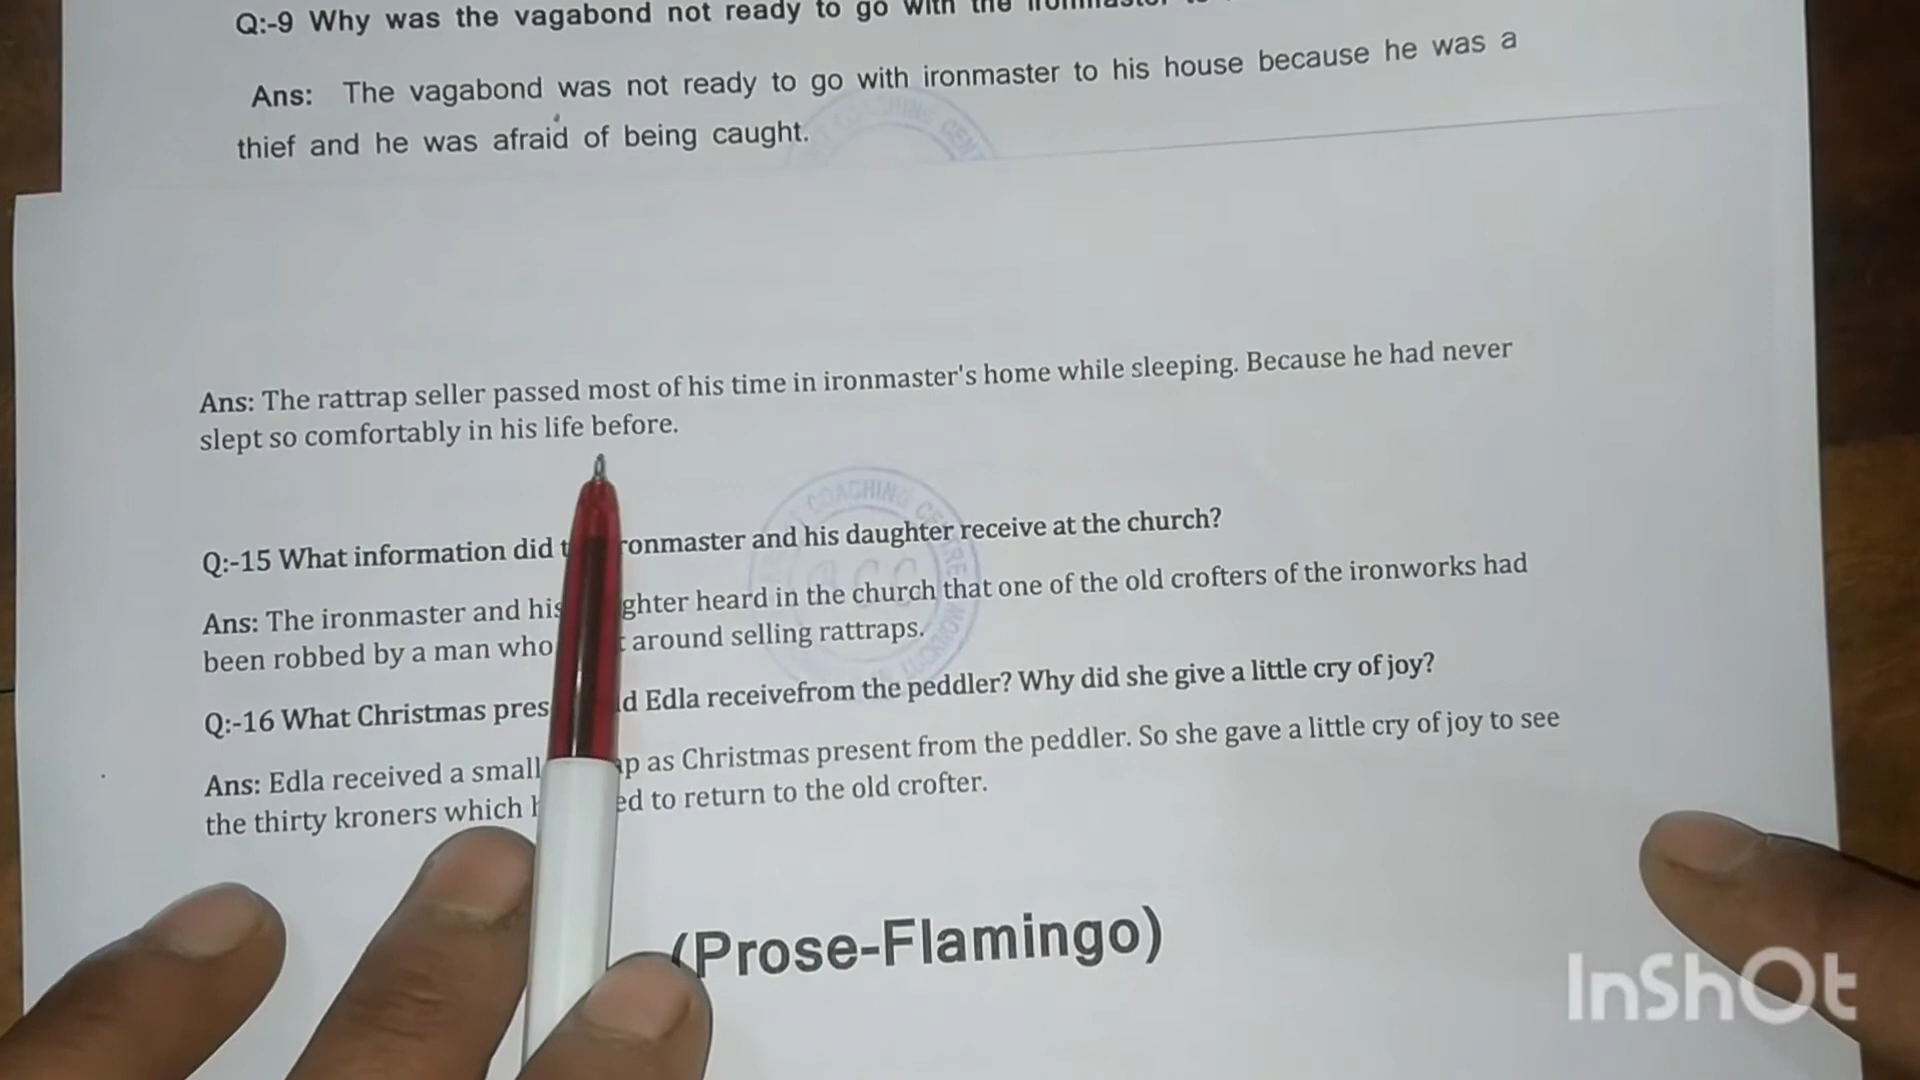 Q:-9 Why was the vagabond not ready to go with the ironmaster to
Ans: The vagabond was not ready to go with ironmaster to his house because he was a
thief and he was afraid of being caught.
Ans: The rattrap seller passed most of his time in ironmaster's home while sleeping. Because he had never
slept so comfortably in his life before.
Q:-15 What information did ronmaster and his daughter receive at the church?
Ans: The ironmaster and his ghter heard in the church that one of the old crofters of the ironworks had
been robbed by a man who around selling rattraps.
Q:-16 What Christmas pres d Edla receivefrom the peddler? Why did she give a little cry of joy?
Ans: Edla received a small p as Christmas present from the peddler. So she gave a little cry of joy to see
the thirty kroners which ed to return to the old crofter.
(Prose-Flamingo)
COACHING CENTRE
InShOt